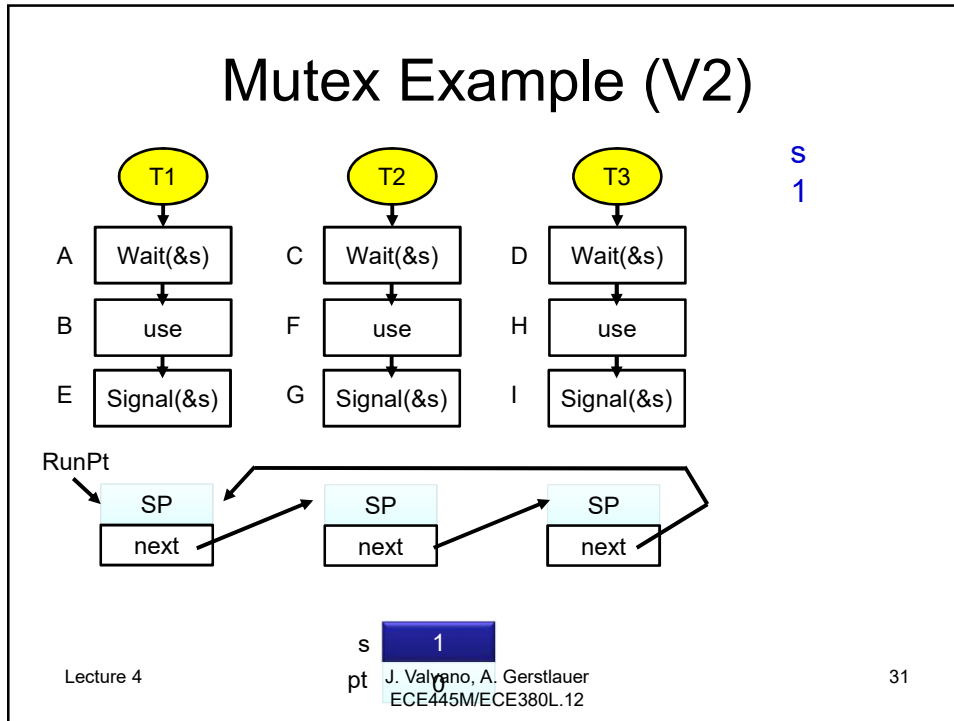 Mutex Example (V2)
T1 T2 T3
s
1
A Wait(&s) C Wait(&s) D Wait(&s)
B use F use H use
E Signal(&s) G Signal(&s) I Signal(&s)
RunPt
SP SP SP
next next next
s 1
pt 0
Lecture 4
J. Valvano, A. Gerstlauer
ECE445M/ECE380L.12
31